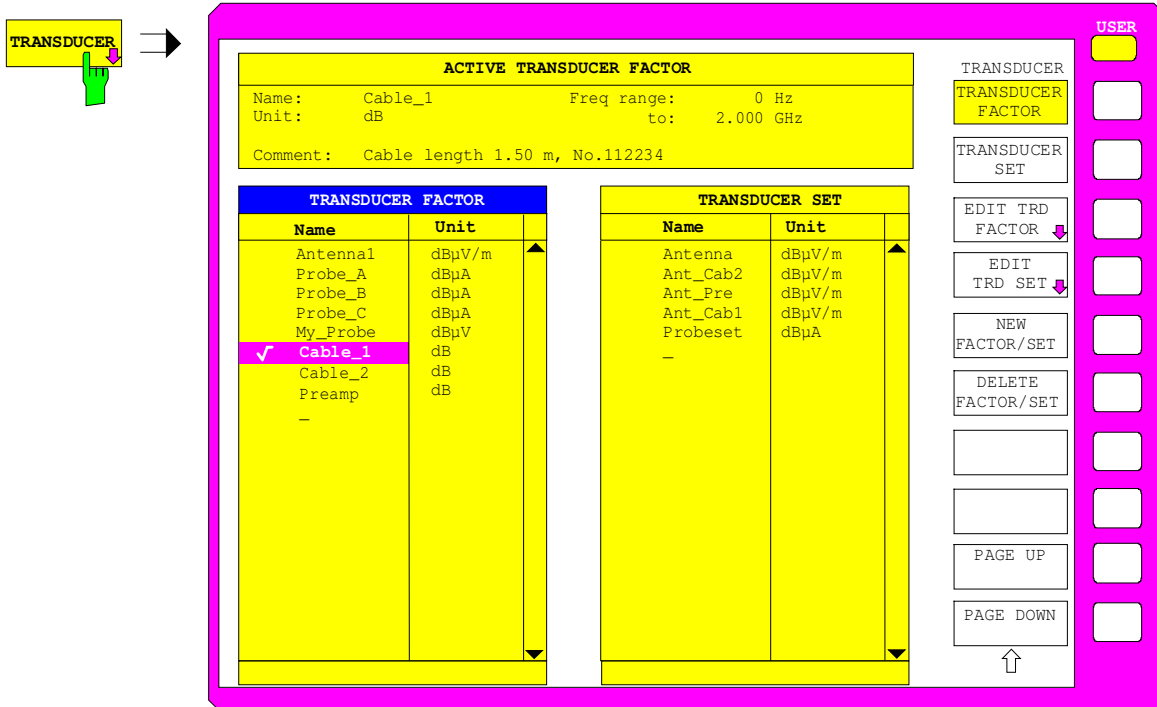 TRANSDUCER
USER
ACTIVE TRANSDUCER FACTOR
Name: Cable_1 Freq range: 0 Hz
Unit: dB to: 2.000 GHz
Comment: Cable length 1.50 m, No.112234
TRANSDUCER FACTOR
Name Unit
Antenna1 dBµV/m
Probe_A dBµA
Probe_B dBµA
Probe_C dBµA
My_Probe dBµV
√ Cable_1 dB
Cable_2 dB
Preamp dB
_
TRANSDUCER SET
Name Unit
Antenna dBµV/m
Ant_Cab2 dBµV/m
Ant_Pre dBµV/m
Ant_Cab1 dBµV/m
Probeset dBµA
_
TRANSDUCER
TRANSDUCER
FACTOR
TRANSDUCER
SET
EDIT TRD
FACTOR
EDIT
TRD SET
NEW
FACTOR/SET
DELETE
FACTOR/SET
PAGE UP
PAGE DOWN